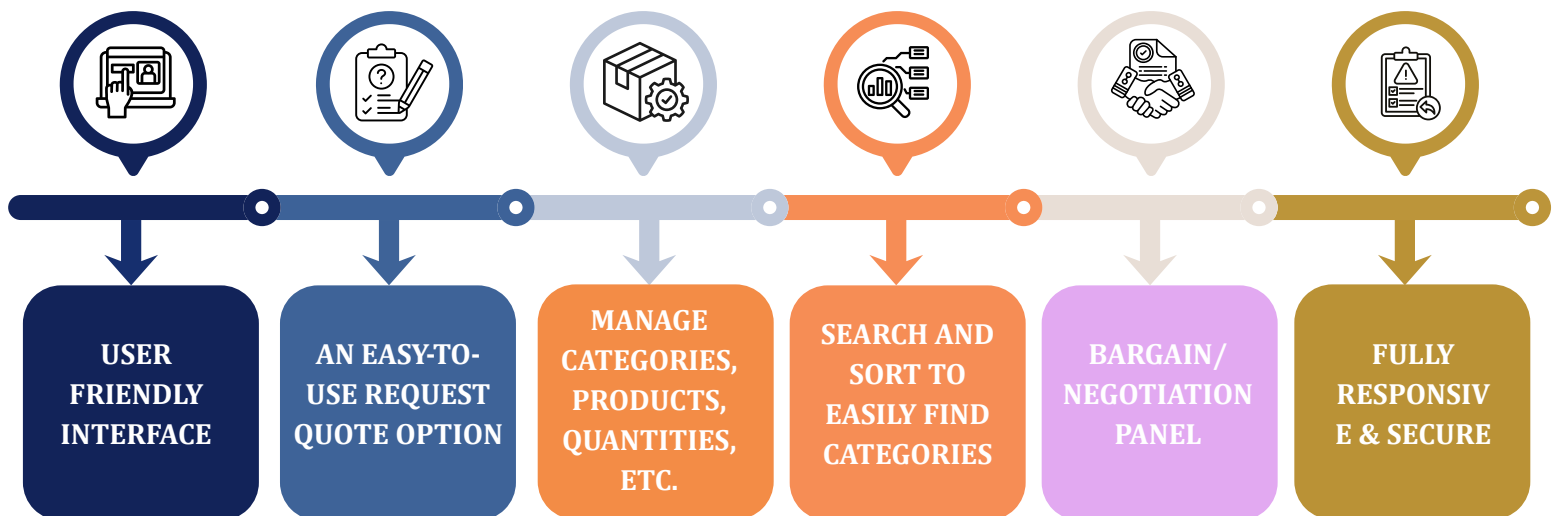 USER
FRIENDLY
INTERFACE
AN EASY-TO-
USE REQUEST
QUOTE OPTION
MANAGE
CATEGORIES,
PRODUCTS,
QUANTITIES,
ETC.
SEARCH AND
SORT TO
EASILY FIND
CATEGORIES
BARGAIN/
NEGOTIATION
PANEL
FULLY
RESPONSIV
E & SECURE